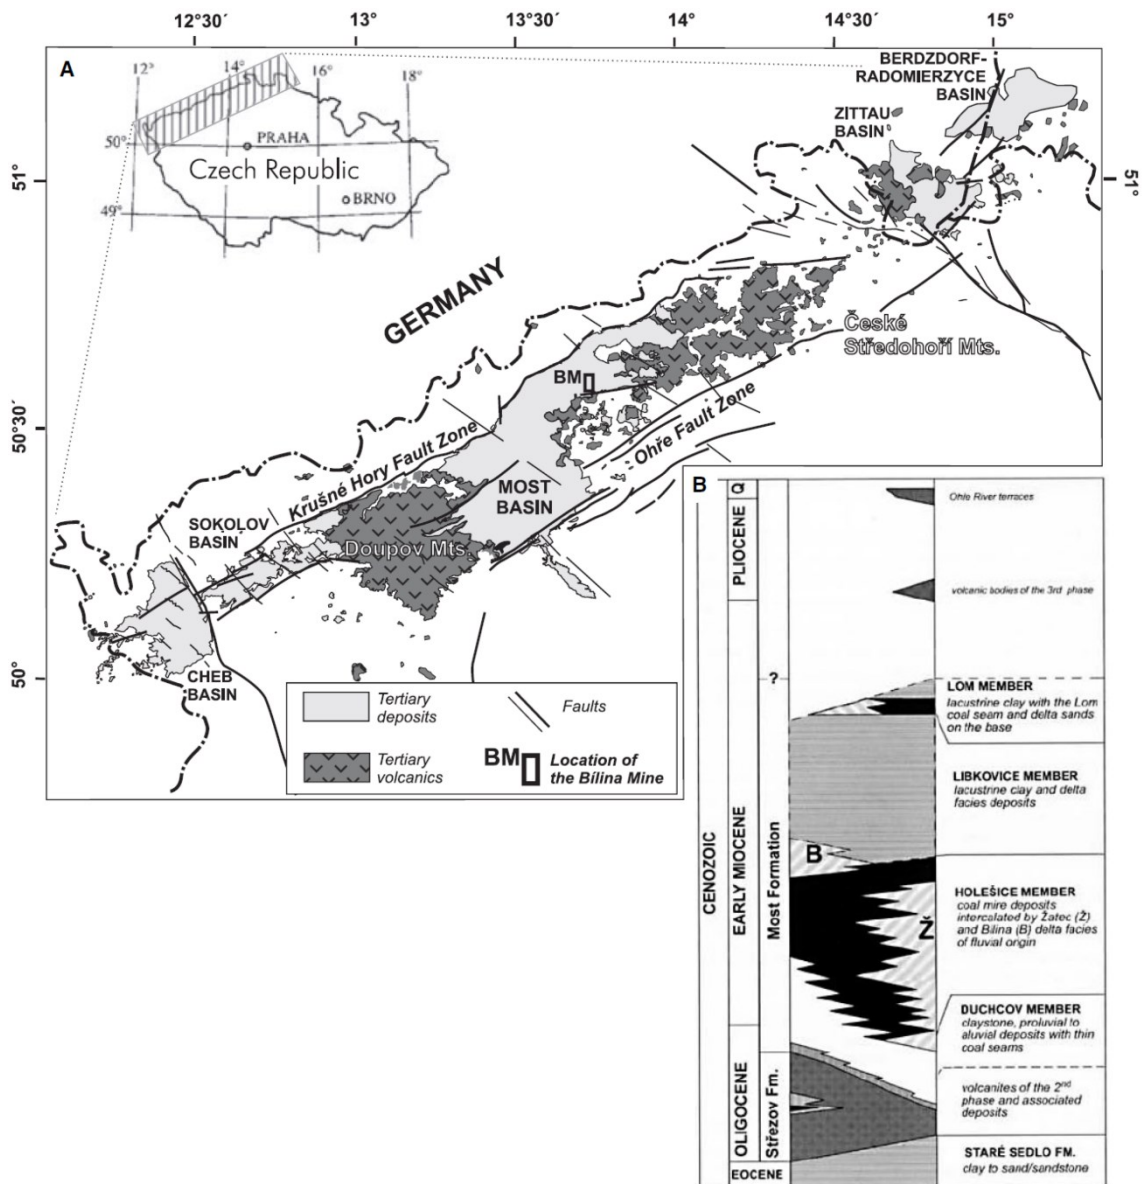 12°30´
13°
13°30´
14°
14°30´
15°
A
12°
14°
16°
18°
50°
49°
PRAHA
Czech Republic
BRNO
BERDZDORF-
RADOMIERZYCE
BASIN
ZITTAU
BASIN
51°
51°
GERMANY
České
Středohoří Mts.
BM
50°30´
Krušné Hory Fault Zone
Ohře Fault Zone
MOST
BASIN
SOKOLOV
BASIN
Doupov Mts.
50°
CHEB
BASIN
Tertiary
deposits
Faults
Tertiary
volcanics
BM
Location of
the Bílina Mine
B
Q
Ohře River terraces
PLIOCENE
volcanic bodies of the 3rd phase
?
LOM MEMBER
lacustrine clay with the Lom
coal seam and delta sands
on the base
LIBKOVICE MEMBER
lacustrine clay and delta
facies deposits
CENOZOIC
EARLY MIOCENE
Most Formation
B
Ž
HOLEŠICE MEMBER
coal mire deposits
intercalated by Žatec (Ž)
and Bílina (B) delta facies
of fluvial origin
DUCHCOV MEMBER
claystone, proluvial to
aluvial deposits with thin
coal seams
OLIGOCENE
Střezov Fm.
volcanites of the 2nd
phase and associated
deposits
EOCENE
STARÉ SEDLO FM.
clay to sand/sandstone